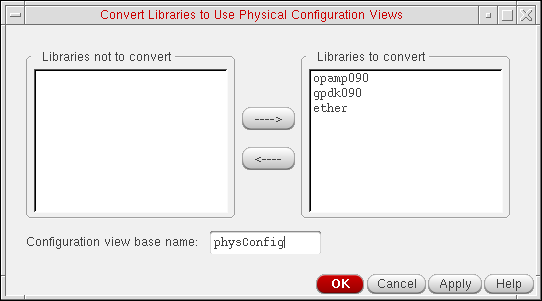 Convert Libraries to Use Physical Configuration Views
Libraries not to convert
Libraries to convert
opamp090
gpdk090
ether
---->
<----
Configuration view base name:
physConfig
OK Cancel Apply Help